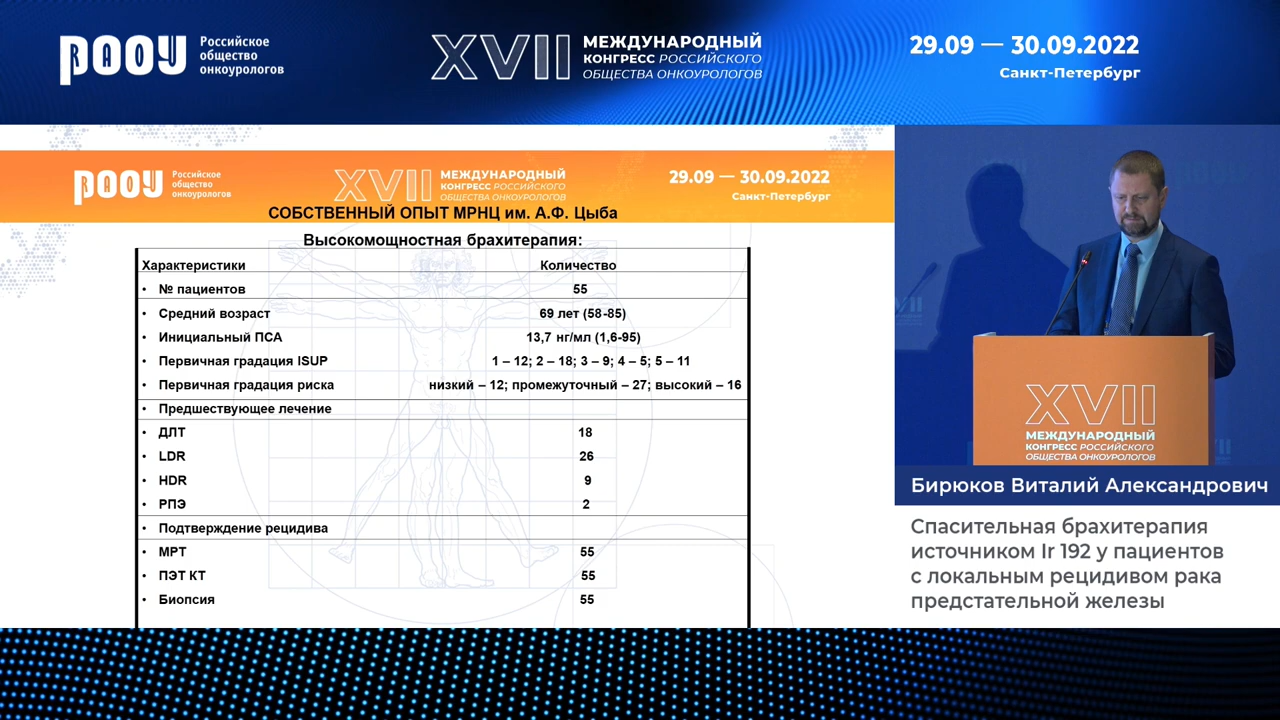 РООУ
Российское
общество
онкоурологов
XVII
МЕЖДУНАРОДНЫЙ
КОНГРЕСС РОССИЙСКОГО
ОБЩЕСТВА ОНКОУРОЛОГОВ
29.09 — 30.09.2022
Санкт-Петербург
РООУ
Российское
общество
онкоурологов
XVII
МЕЖДУНАРОДНЫЙ
КОНГРЕСС РОССИЙСКОГО
ОБЩЕСТВА ОНКОУРОЛОГОВ
29.09 — 30.09.2022
Санкт-Петербург
СОБСТВЕННЫЙ ОПЫТ МРНЦ им. А.Ф. Цыба
Высокомощностная брахитерапия:
Характеристики Количество
• № пациентов 55
• Средний возраст 69 лет (58-85)
• Инициальный ПСА 13,7 нг/мл (1,6-95)
• Первичная градация ISUP 1 – 12; 2 – 18; 3 – 9; 4 – 5; 5 – 11
• Первичная градация риска низкий – 12; промежуточный – 27; высокий – 16
• Предшествующее лечение
• ДЛТ 18
• LDR 26
• HDR 9
• РПЭ 2
• Подтверждение рецидива
• МРТ 55
• ПЭТ КТ 55
• Биопсия 55
XVII
МЕЖДУНАРОДНЫЙ
КОНГРЕСС РОССИЙСКОГО
ОБЩЕСТВА ОНКОУРОЛОГОВ
Бирюков Виталий Александрович
Спасительная брахитерапия
источником Ir 192 у пациентов
с локальным рецидивом рака
предстательной железы